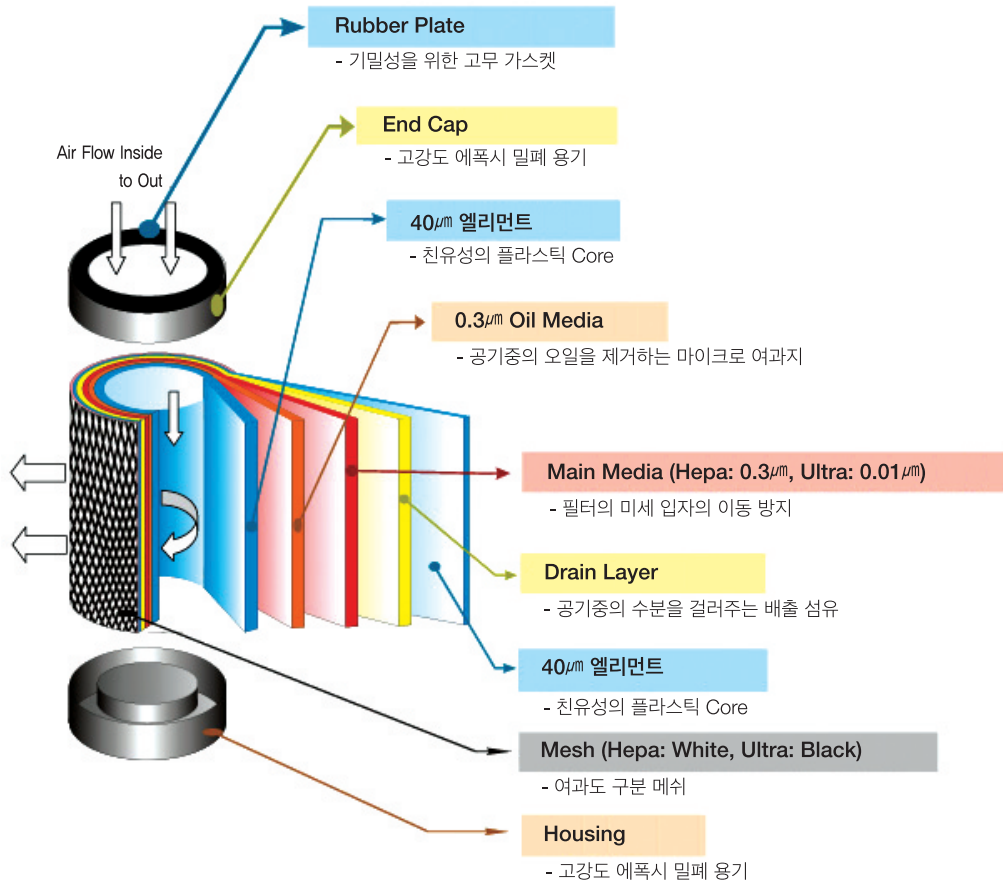 Rubber Plate
- 기밀성을 위한 고무 가스켓
End Cap
- 고강도 에폭시 밀폐 용기
Air Flow Inside
to Out
40㎛ 엘리먼트
- 친유성의 플라스틱 Core
0.3㎛ Oil Media
- 공기중의 오일을 제거하는 마이크로 여과지
Main Media (Hepa: 0.3㎛, Ultra: 0.01㎛)
- 필터의 미세 입자의 이동 방지
Drain Layer
- 공기중의 수분을 걸러주는 배출 섬유
40㎛ 엘리먼트
- 친유성의 플라스틱 Core
Mesh (Hepa: White, Ultra: Black)
- 여과도 구분 메쉬
Housing
- 고강도 에폭시 밀폐 용기